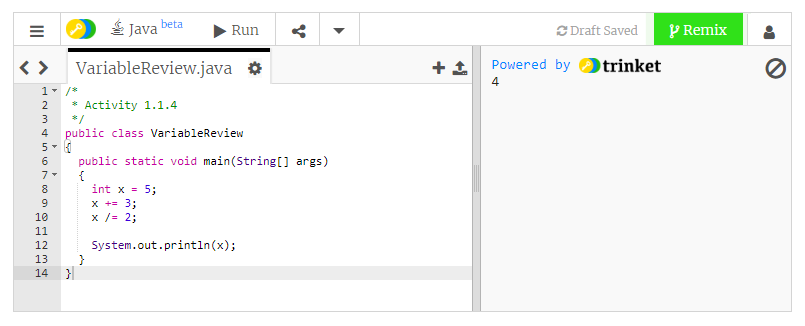 Java beta
Run
Draft Saved
Remix
VariableReview.java
Powered by trinket
4
1 /*
2  * Activity 1.1.4
3  */
4 public class VariableReview
5 {
6   public static void main(String[] args)
7   {
8     int x = 5;
9     x += 3;
10     x /= 2;
11
12     System.out.println(x);
13   }
14 }